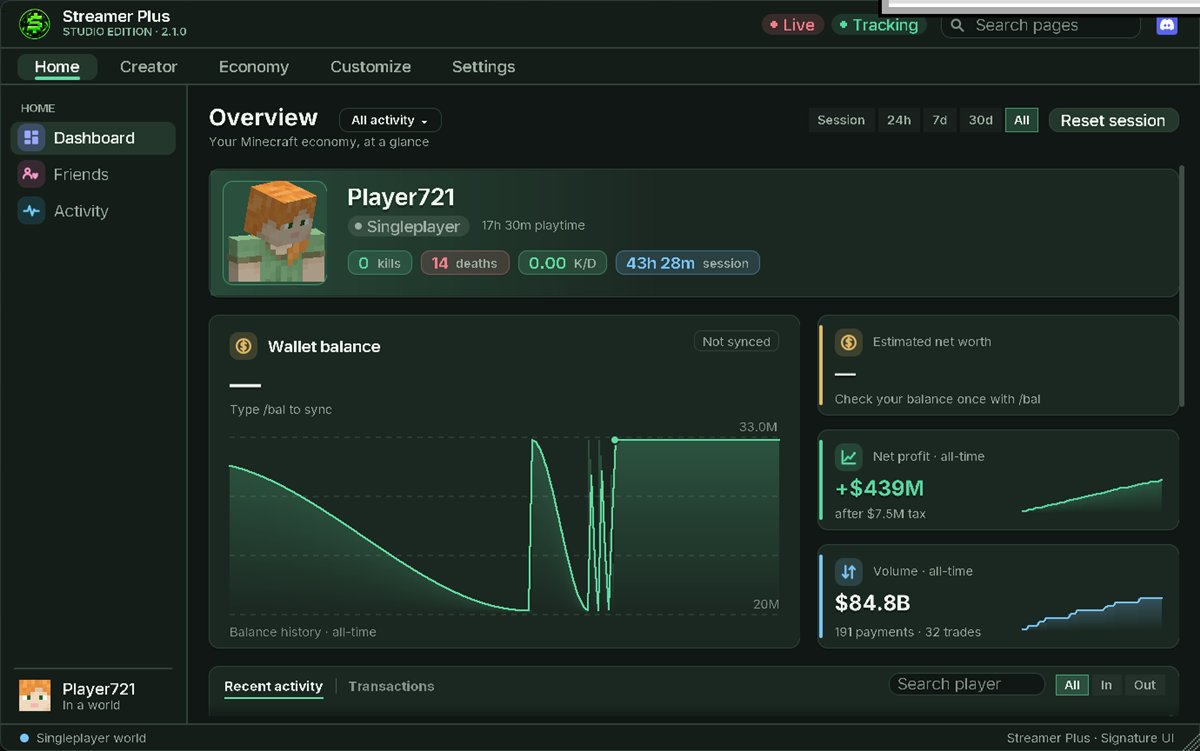 Streamer Plus
STUDIO EDITION · 2.1.0
Live
Tracking
Search pages
Home
Creator
Economy
Customize
Settings
HOME
Dashboard
Friends
Activity
Overview
All activity
Your Minecraft economy, at a glance
Session
24h
7d
30d
All
Reset session
Player721
Singleplayer
17h 30m playtime
0 kills
14 deaths
0.00 K/D
43h 28m session
Wallet balance
Not synced
—
Type /bal to sync
33.0M
20M
Balance history · all-time
Estimated net worth
—
Check your balance once with /bal
Net profit · all-time
+$439M
after $7.5M tax
Volume · all-time
$84.8B
191 payments · 32 trades
Recent activity
Transactions
Search player
All
In
Out
Player721
In a world
Singleplayer world
Streamer Plus · Signature UI